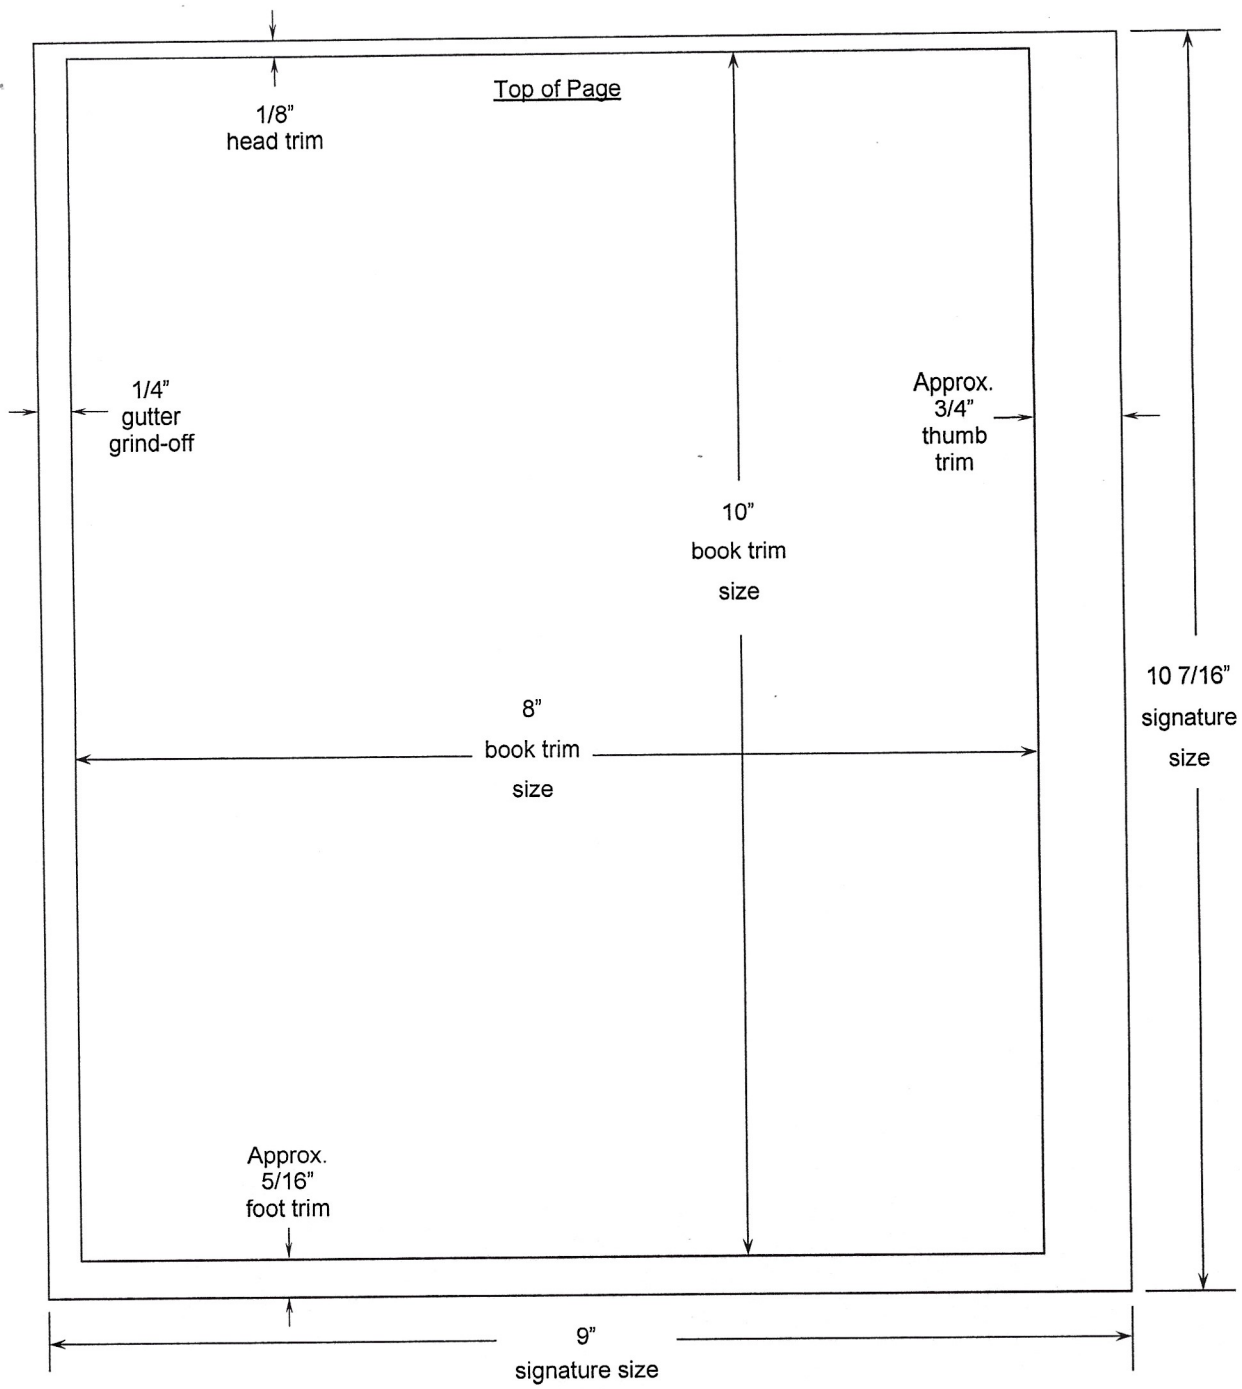 Top of Page
1/8”
head trim
1/4”
gutter
grind-off
Approx.
3/4”
thumb
trim
10”
book trim
size
8”
book trim
size
10 7/16”
signature
size
Approx.
5/16”
foot trim
9”
signature size